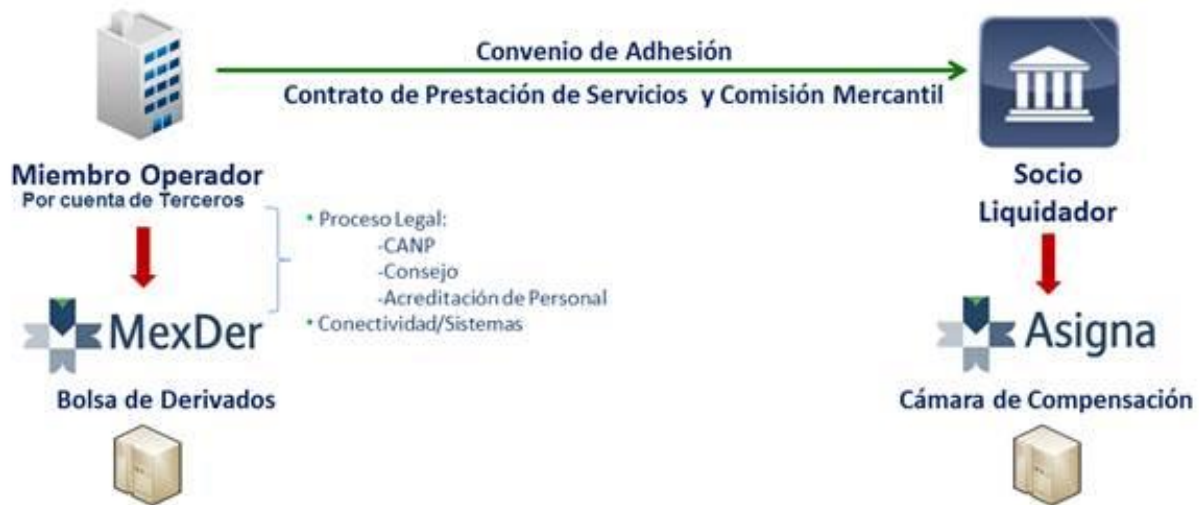 Convenio de Adhesión
Contrato de Prestación de Servicios y Comisión Mercantil
Miembro Operador
Por cuenta de Terceros
• Proceso Legal:
-CANP
-Consejo
-Acreditación de Personal
• Conectividad/Sistemas
MexDer
Bolsa de Derivados
Socio
Liquidador
Asigna
Cámara de Compensación